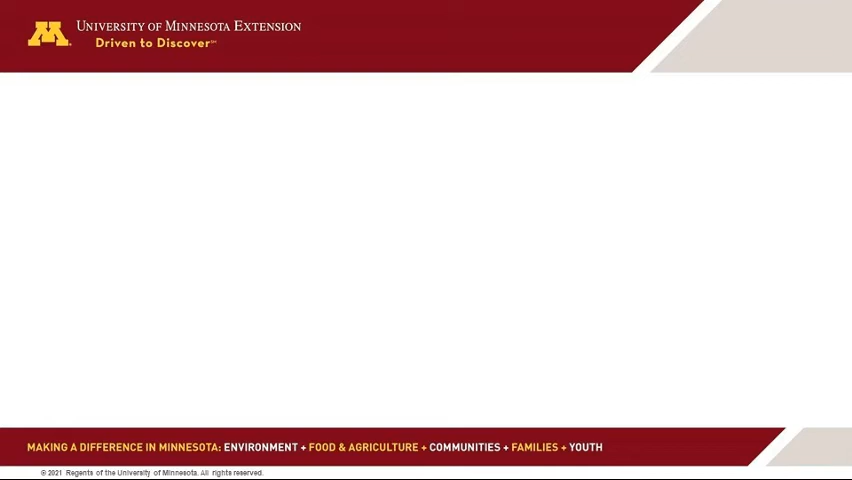 UNIVERSITY OF MINNESOTA EXTENSION
Driven to Discover℠
MAKING A DIFFERENCE IN MINNESOTA: ENVIRONMENT + FOOD & AGRICULTURE + COMMUNITIES + FAMILIES + YOUTH
© 2021 Regents of the University of Minnesota. All rights reserved.